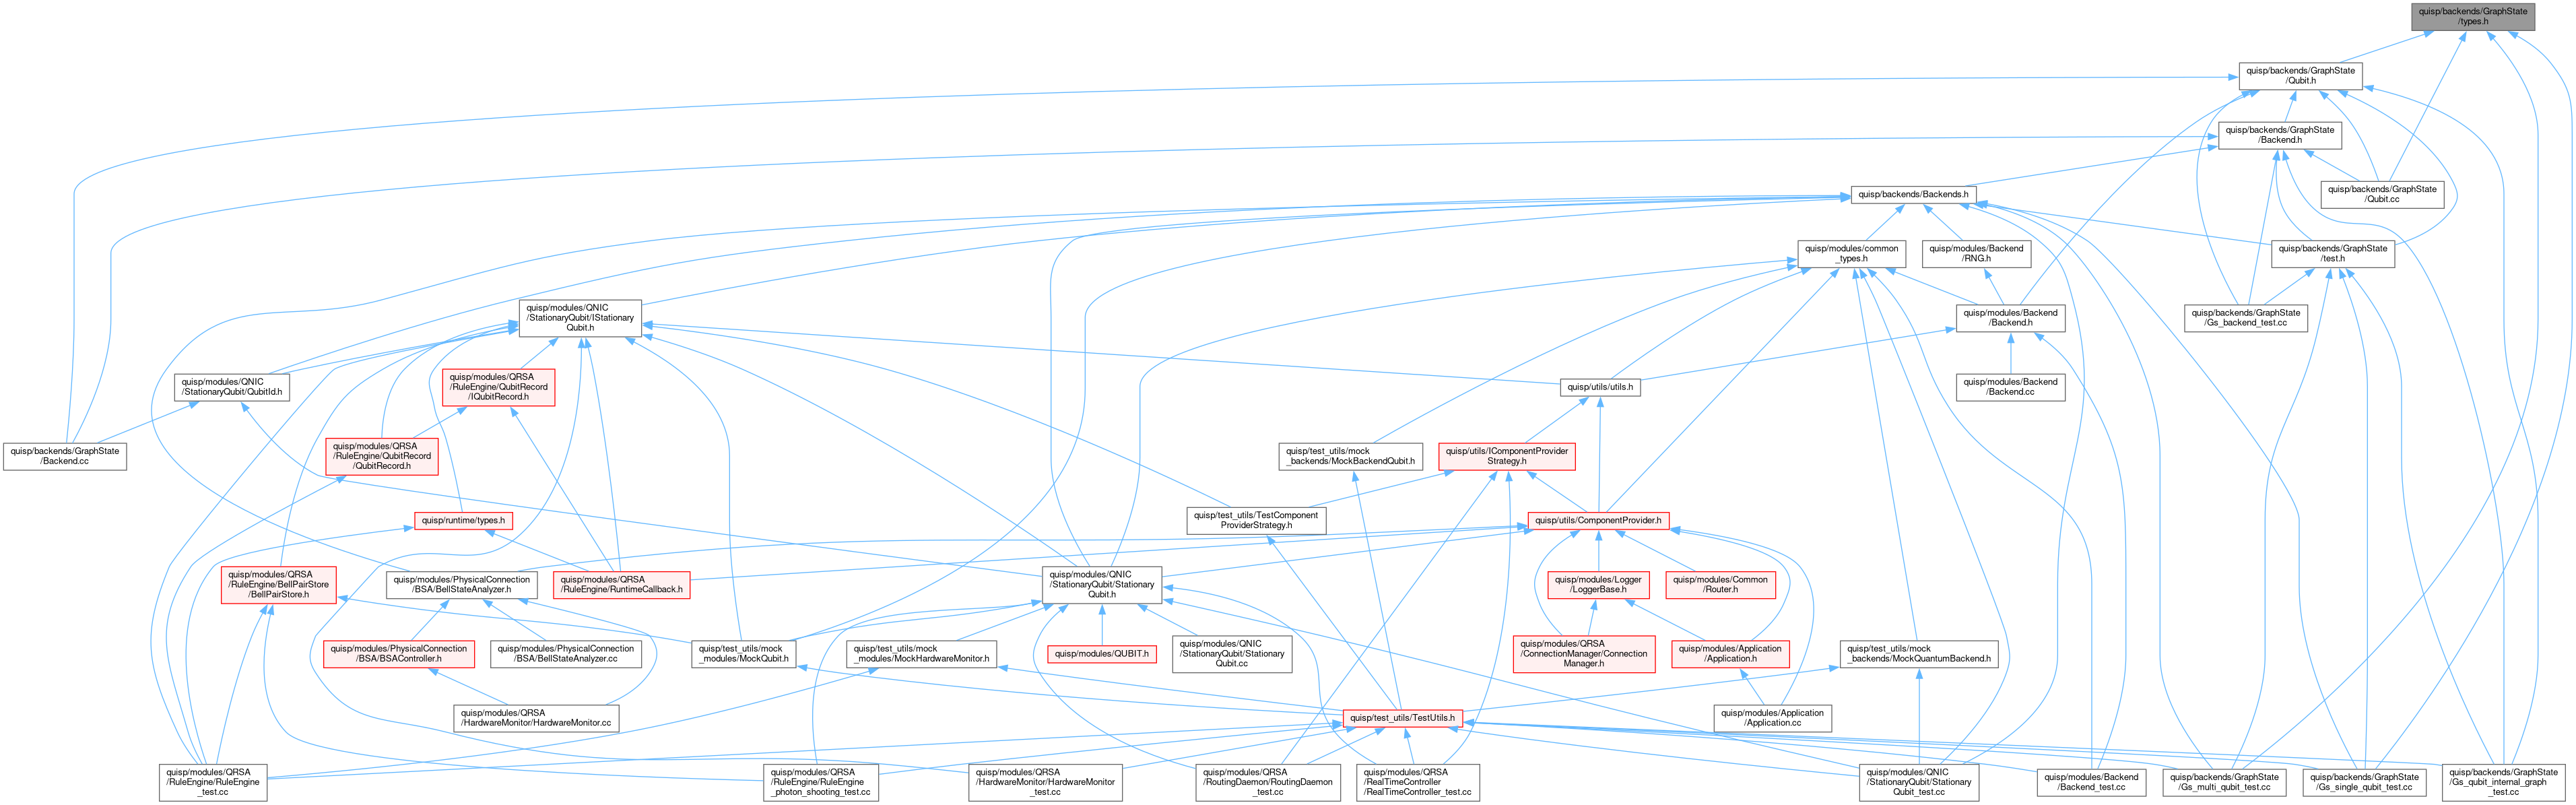 quisp/backends/GraphState
/types.h
quisp/backends/GraphState
/Qubit.h
quisp/backends/GraphState
/Backend.h
quisp/backends/Backends.h
quisp/backends/GraphState
/Qubit.cc
quisp/modules/common
_types.h
quisp/modules/Backend
/RNG.h
quisp/backends/GraphState
/test.h
quisp/modules/QNIC
/StationaryQubit/IStationary
Qubit.h
quisp/modules/Backend
/Backend.h
quisp/backends/GraphState
/Gs_backend_test.cc
quisp/modules/QNIC
/StationaryQubit/QubitId.h
quisp/modules/QRSA
/RuleEngine/QubitRecord
/IQubitRecord.h
quisp/utils/utils.h
quisp/modules/Backend
/Backend.cc
quisp/backends/GraphState
/Backend.cc
quisp/modules/QRSA
/RuleEngine/QubitRecord
/QubitRecord.h
quisp/test_utils/mock
_backends/MockBackendQubit.h
quisp/utils/IComponentProvider
Strategy.h
quisp/runtime/types.h
quisp/test_utils/TestComponent
ProviderStrategy.h
quisp/utils/ComponentProvider.h
quisp/modules/QRSA
/RuleEngine/BellPairStore
/BellPairStore.h
quisp/modules/PhysicalConnection
/BSA/BellStateAnalyzer.h
quisp/modules/QRSA
/RuleEngine/RuntimeCallback.h
quisp/modules/QNIC
/StationaryQubit/Stationary
Qubit.h
quisp/modules/Logger
/LoggerBase.h
quisp/modules/Common
/Router.h
quisp/modules/PhysicalConnection
/BSA/BSAController.h
quisp/modules/PhysicalConnection
/BSA/BellStateAnalyzer.cc
quisp/test_utils/mock
_modules/MockQubit.h
quisp/test_utils/mock
_modules/MockHardwareMonitor.h
quisp/modules/QUBIT.h
quisp/modules/QNIC
/StationaryQubit/Stationary
Qubit.cc
quisp/modules/QRSA
/ConnectionManager/Connection
Manager.h
quisp/modules/Application
/Application.h
quisp/test_utils/mock
_backends/MockQuantumBackend.h
quisp/modules/QRSA
/HardwareMonitor/HardwareMonitor.cc
quisp/test_utils/TestUtils.h
quisp/modules/Application
/Application.cc
quisp/modules/QRSA
/RuleEngine/RuleEngine
_test.cc
quisp/modules/QRSA
/RuleEngine/RuleEngine
_photon_shooting_test.cc
quisp/modules/QRSA
/HardwareMonitor/HardwareMonitor
_test.cc
quisp/modules/QRSA
/RoutingDaemon/RoutingDaemon
_test.cc
quisp/modules/QRSA
/RealTimeController
/RealTimeController_test.cc
quisp/modules/QNIC
/StationaryQubit/Stationary
Qubit_test.cc
quisp/modules/Backend
/Backend_test.cc
quisp/backends/GraphState
/Gs_multi_qubit_test.cc
quisp/backends/GraphState
/Gs_single_qubit_test.cc
quisp/backends/GraphState
/Gs_qubit_internal_graph
_test.cc